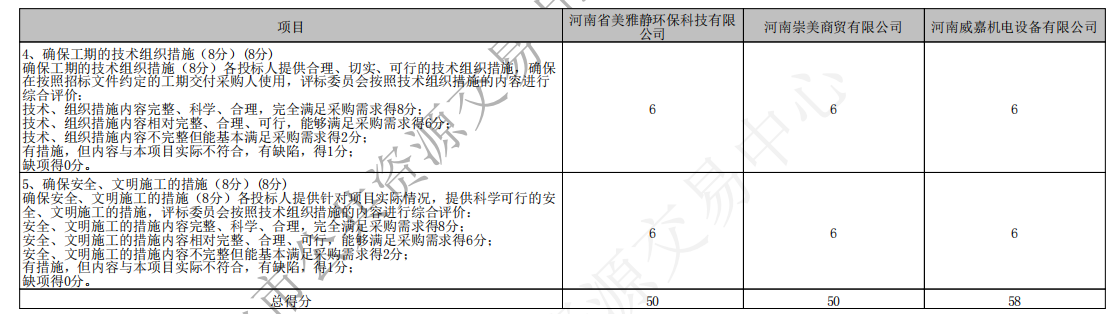 项目
河南省美雅静环保科技有限
公司
河南崇美商贸有限公司
河南威嘉机电设备有限公司
4、确保工期的技术组织措施（8分）(8分)
确保工期的技术组织措施（8分）各投标人提供合理、切实、可行的技术组织措施，确保
在按照招标文件约定的工期交付采购人使用，评标委员会按照技术组织措施的内容进行
综合评价：
技术、组织措施内容完整、科学、合理，完全满足采购需求得8分；
技术、组织措施内容相对完整、合理、可行，能够满足采购需求得6分；
技术、组织措施内容不完整但能基本满足采购需求得2分；
有措施，但内容与本项目实际不符合，有缺陷，得1分；
缺项得0分。
6
6
6
5、确保安全、文明施工的措施（8分）(8分)
确保安全、文明施工的措施（8分）各投标人提供针对项目实际情况，提供科学可行的安
全、文明施工的措施，评标委员会按照技术组织措施的内容进行综合评价：
安全、文明施工的措施内容完整、科学、合理，完全满足采购需求得8分；
安全、文明施工的措施内容相对完整、合理、可行，能够满足采购需求得6分；
安全、文明施工的措施内容不完整但能基本满足采购需求得2分；
有措施，但内容与本项目实际不符合，有缺陷，得1分；
缺项得0分。
6
6
6
总得分
50
50
58
市公共资源交易中
源交易中心